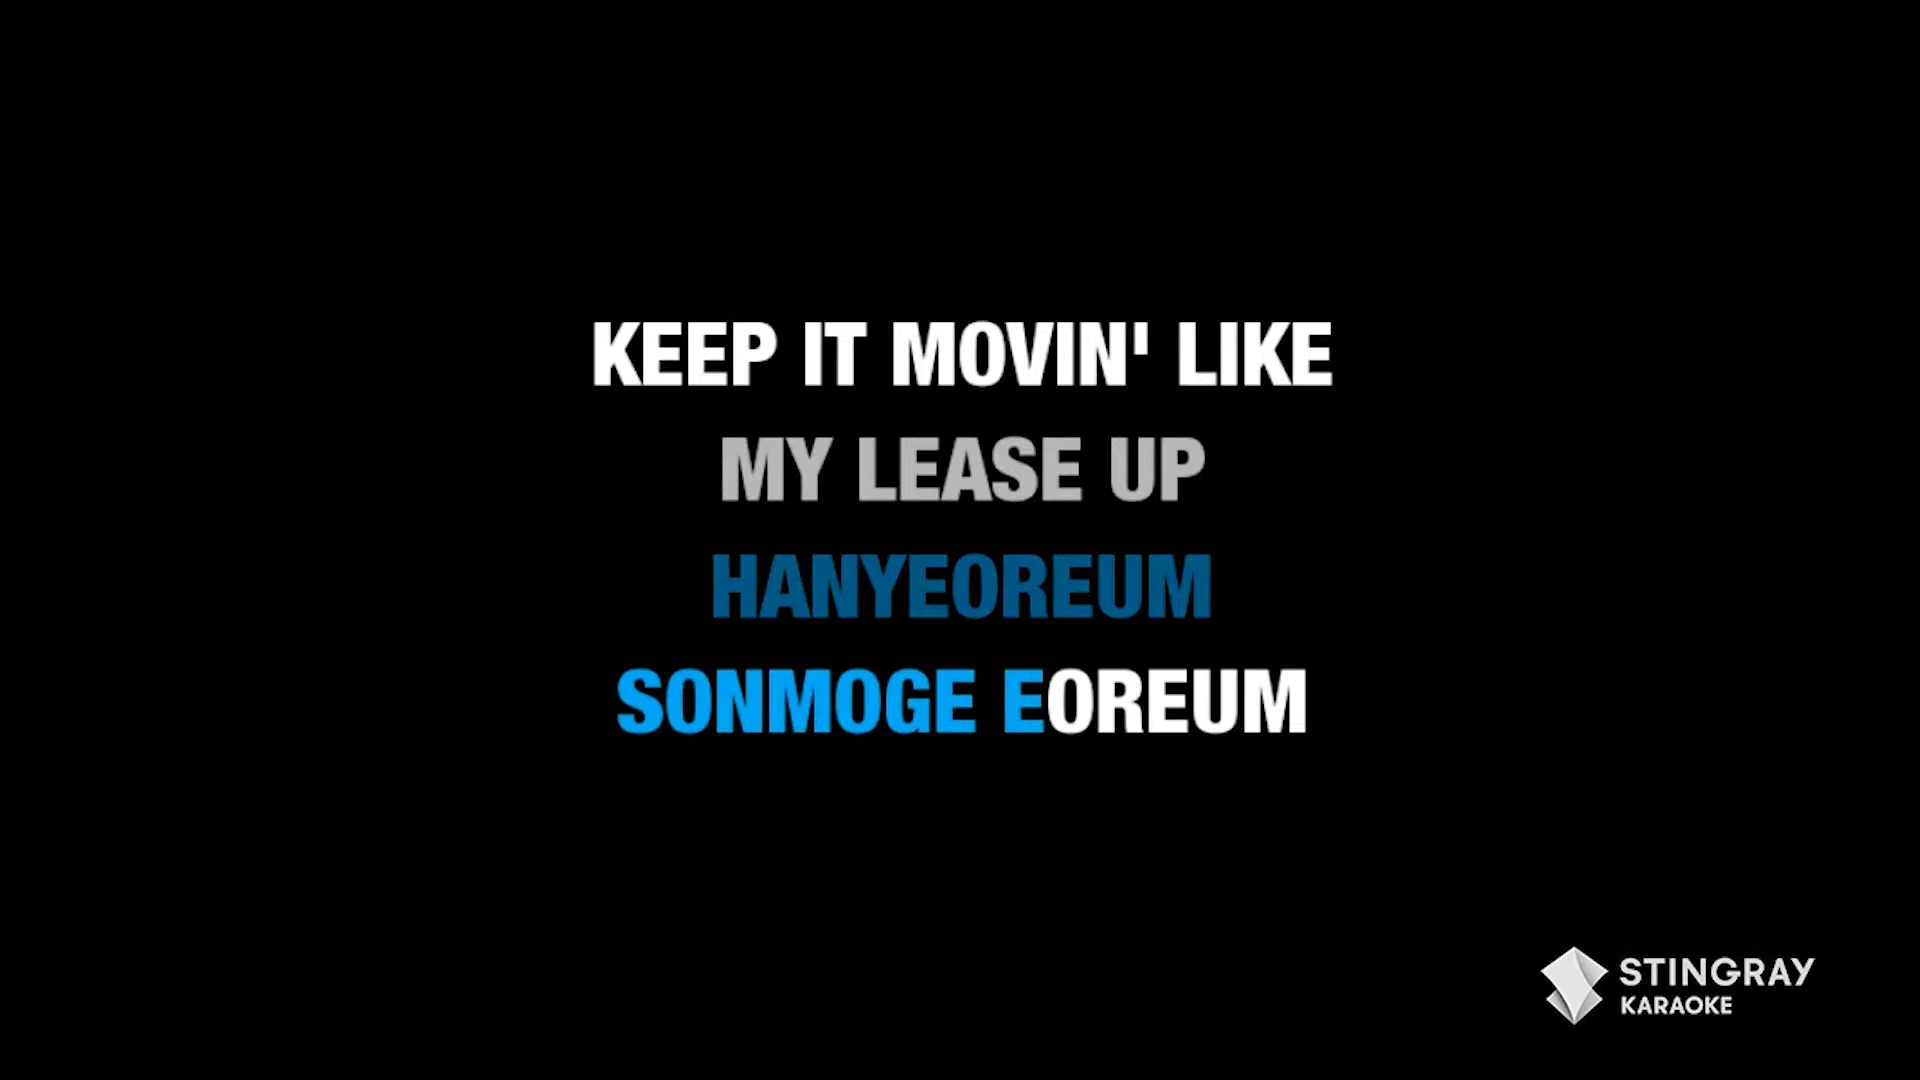 KEEP IT MOVIN' LIKE
MY LEASE UP
HANYEOREUM
SONMOGE EOREUM
STINGRAY
KARAOKE